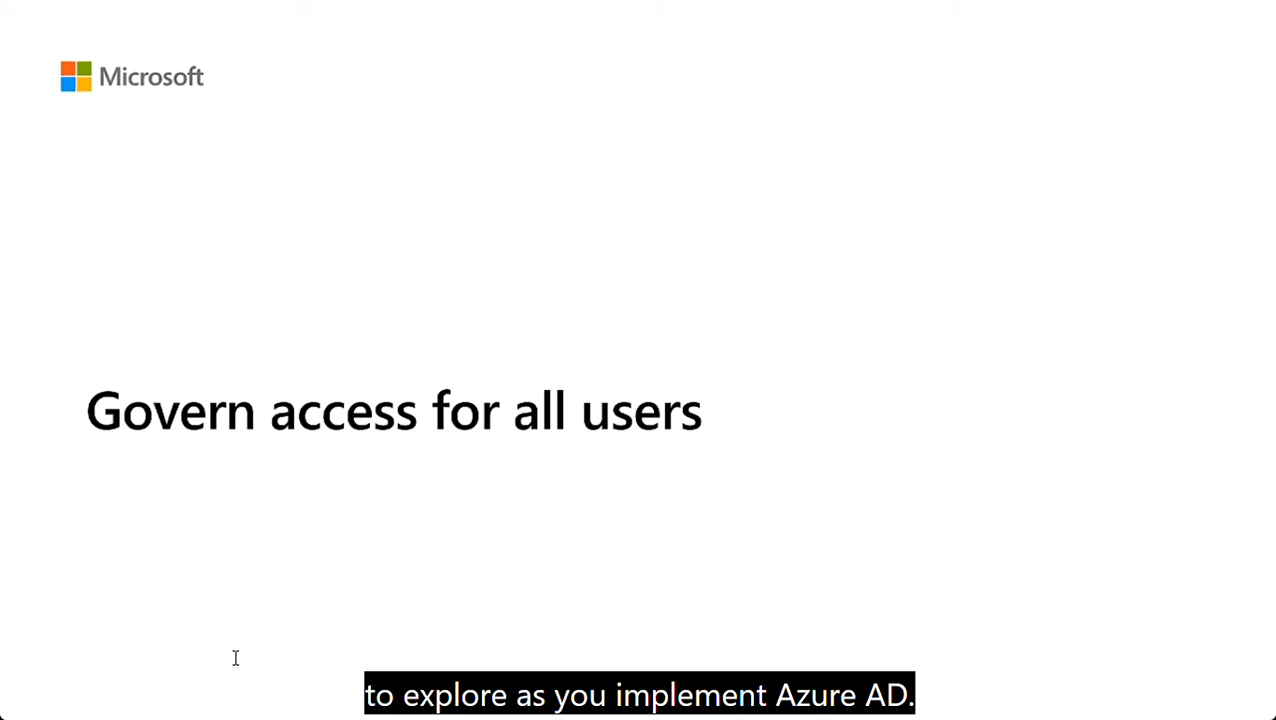 Microsoft
Govern access for all users
to explore as you implement Azure AD.